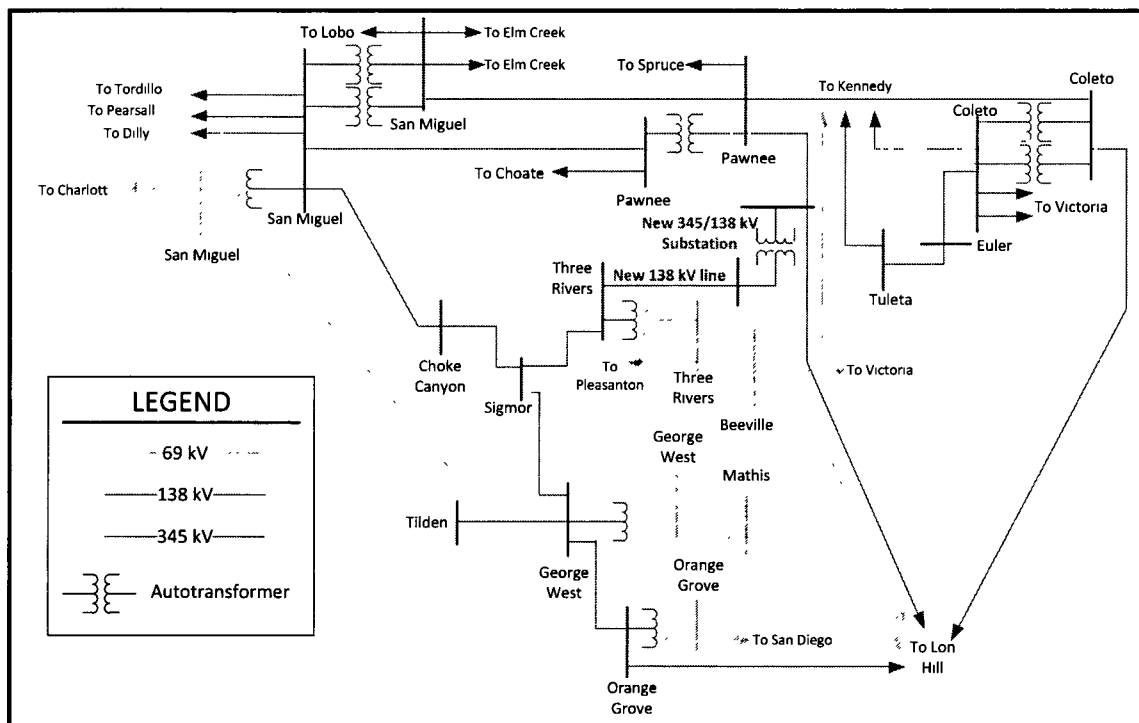 To Lobo
To Elm Creek
To Elm Creek
To Spruce
To Kennedy
Coleto
Coleto
To Tordillo
To Pearsall
To Dilly
San Miguel
Pawnee
To Choate
Pawnee
To Charlott
San Miguel
San Miguel
New 345/138 kV
Substation
To Victoria
Euler
Tuleta
Three
Rivers
New 138 kV line
Choke
Canyon
Sigmor
To
Pleasanton
Three
Rivers
To Victoria
Beeville
George
West
Mathis
LEGEND
69 kV
138 kV
345 kV
Autotransformer
Tilden
George
West
Orange
Grove
To San Diego
To Lon
Hill
Orange
Grove